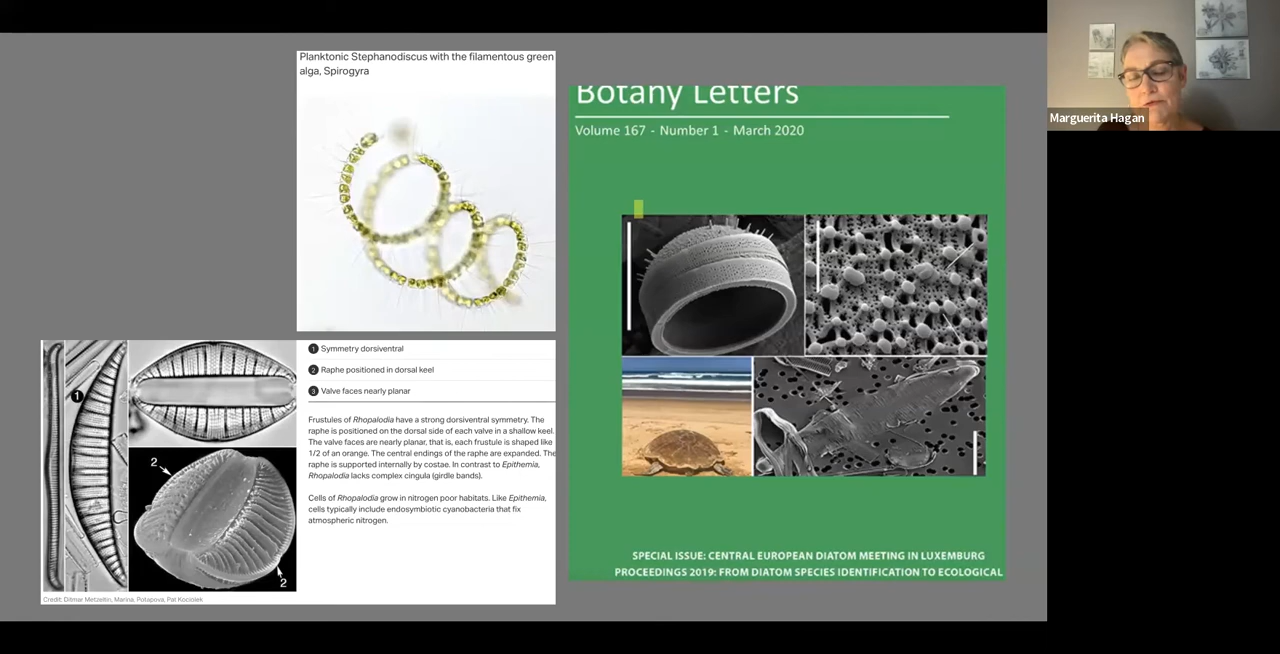 Planktonic Stephanodiscus with the filamentous green
alga, Spirogyra
Botany Letters
Volume 167 - Number 1 - March 2020
Marguerita Hagan
1 Symmetry dorsiventral
2 Raphe positioned in dorsal keel
3 Valve faces nearly planar
Frustules of Rhopalodia have a strong dorsiventral symmetry. The
raphe is positioned on the dorsal side of each valve in a shallow keel.
The valve faces are nearly planar, that is, each frustule is shaped like
1/2 of an orange. The central endings of the raphe are expanded. The
raphe is supported internally by costae. In contrast to Epithemia,
Rhopalodia lacks complex cingula (girdle bands).
Cells of Rhopalodia grow in nitrogen poor habitats. Like Epithemia,
cells typically include endosymbiotic cyanobacteria that fix
atmospheric nitrogen.
1
2
2
Credit: Ditmar Metzeltin, Marina. Potapova, Pat Kociolek
SPECIAL ISSUE: CENTRAL EUROPEAN DIATOM MEETING IN LUXEMBURG
PROCEEDINGS 2019: FROM DIATOM SPECIES IDENTIFICATION TO ECOLOGICAL